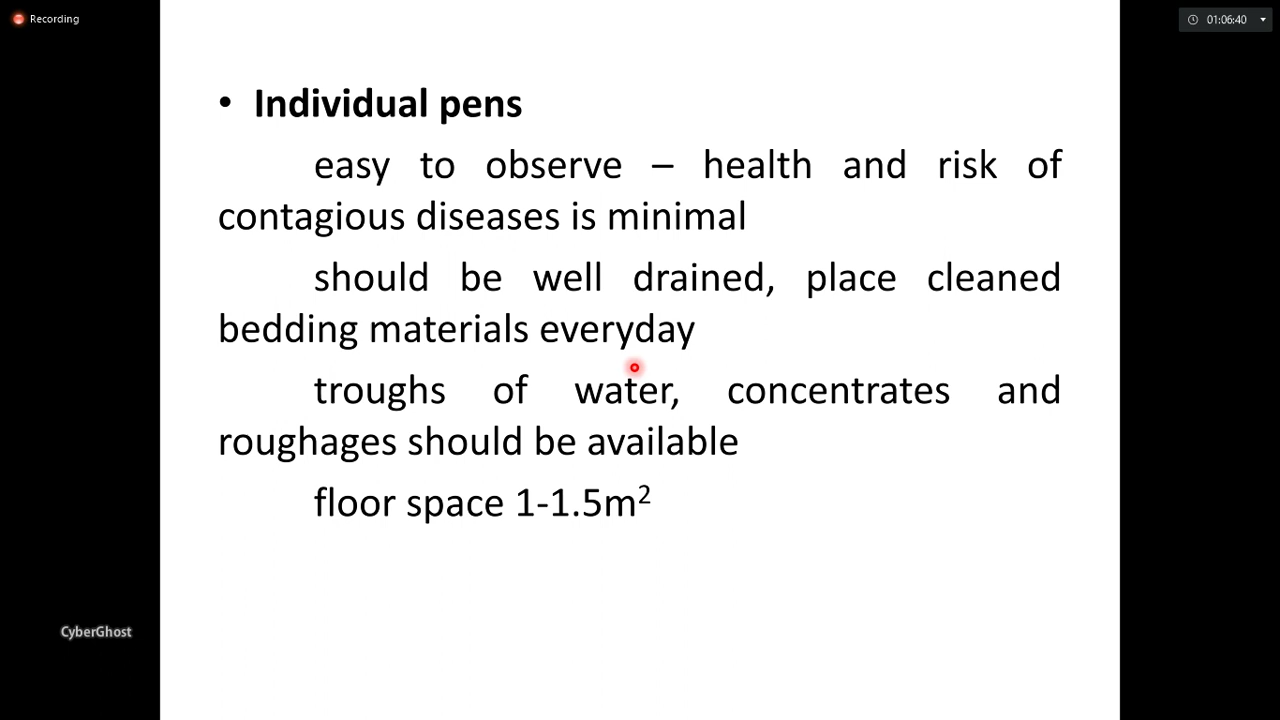 Recording
01:06:40
• Individual pens
easy to observe – health and risk of
contagious diseases is minimal
should be well drained, place cleaned
bedding materials everyday
troughs of water, concentrates and
roughages should be available
floor space 1-1.5m²
CyberGhost